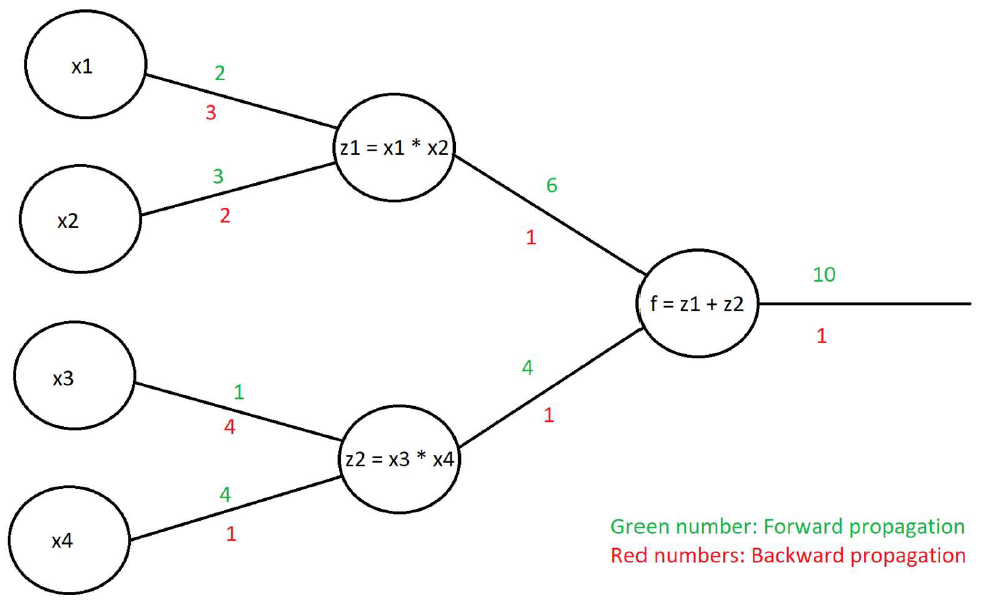 x1
2
3
x2
3
2
z1 = x1 * x2
6
1
x3
1
4
x4
4
1
z2 = x3 * x4
4
1
f = z1 + z2
10
1
Green number: Forward propagation
Red numbers: Backward propagation